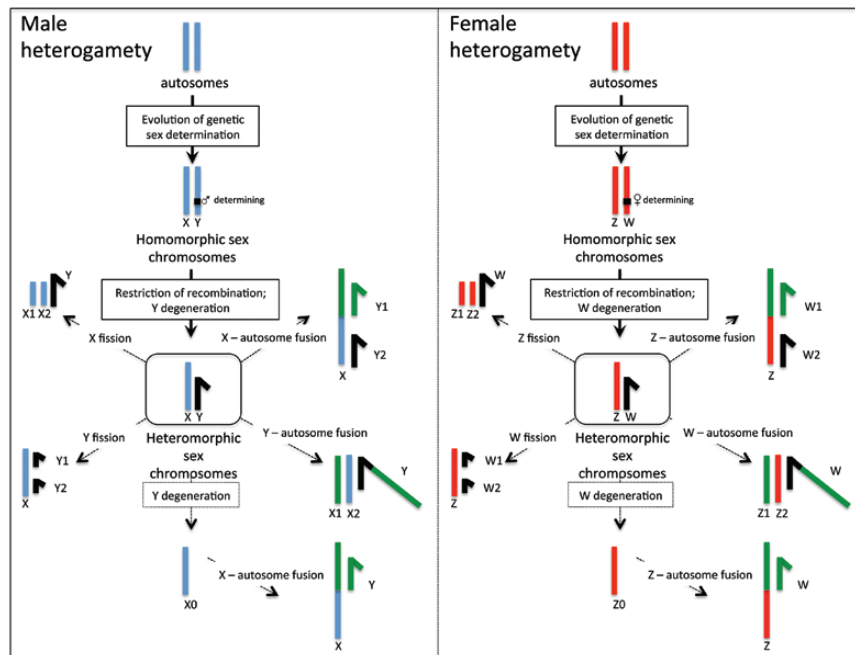 Male
heterogamety
autosomes
Evolution of genetic
sex determination
♂ determining
X Y
Homomorphic sex
chromosomes
Restriction of recombination;
Y degeneration
Y
X1 X2
X fission
X – autosome fusion
Y1
Y2
X
X Y
Heteromorphic
sex
chromosomes
Y fission
Y1
Y2
X
Y – autosome fusion
Y
X1 X2
Y degeneration
X0
X – autosome fusion
Y
X
Female
heterogamety
autosomes
Evolution of genetic
sex determination
♀ determining
Z W
Homomorphic sex
chromosomes
Restriction of recombination;
W degeneration
W
Z1 Z2
Z fission
Z – autosome fusion
W1
W2
Z
Z W
Heteromorphic
sex
chromosomes
W fission
W1
W2
Z
W – autosome fusion
W
Z1 Z2
W degeneration
Z0
Z – autosome fusion
W
Z